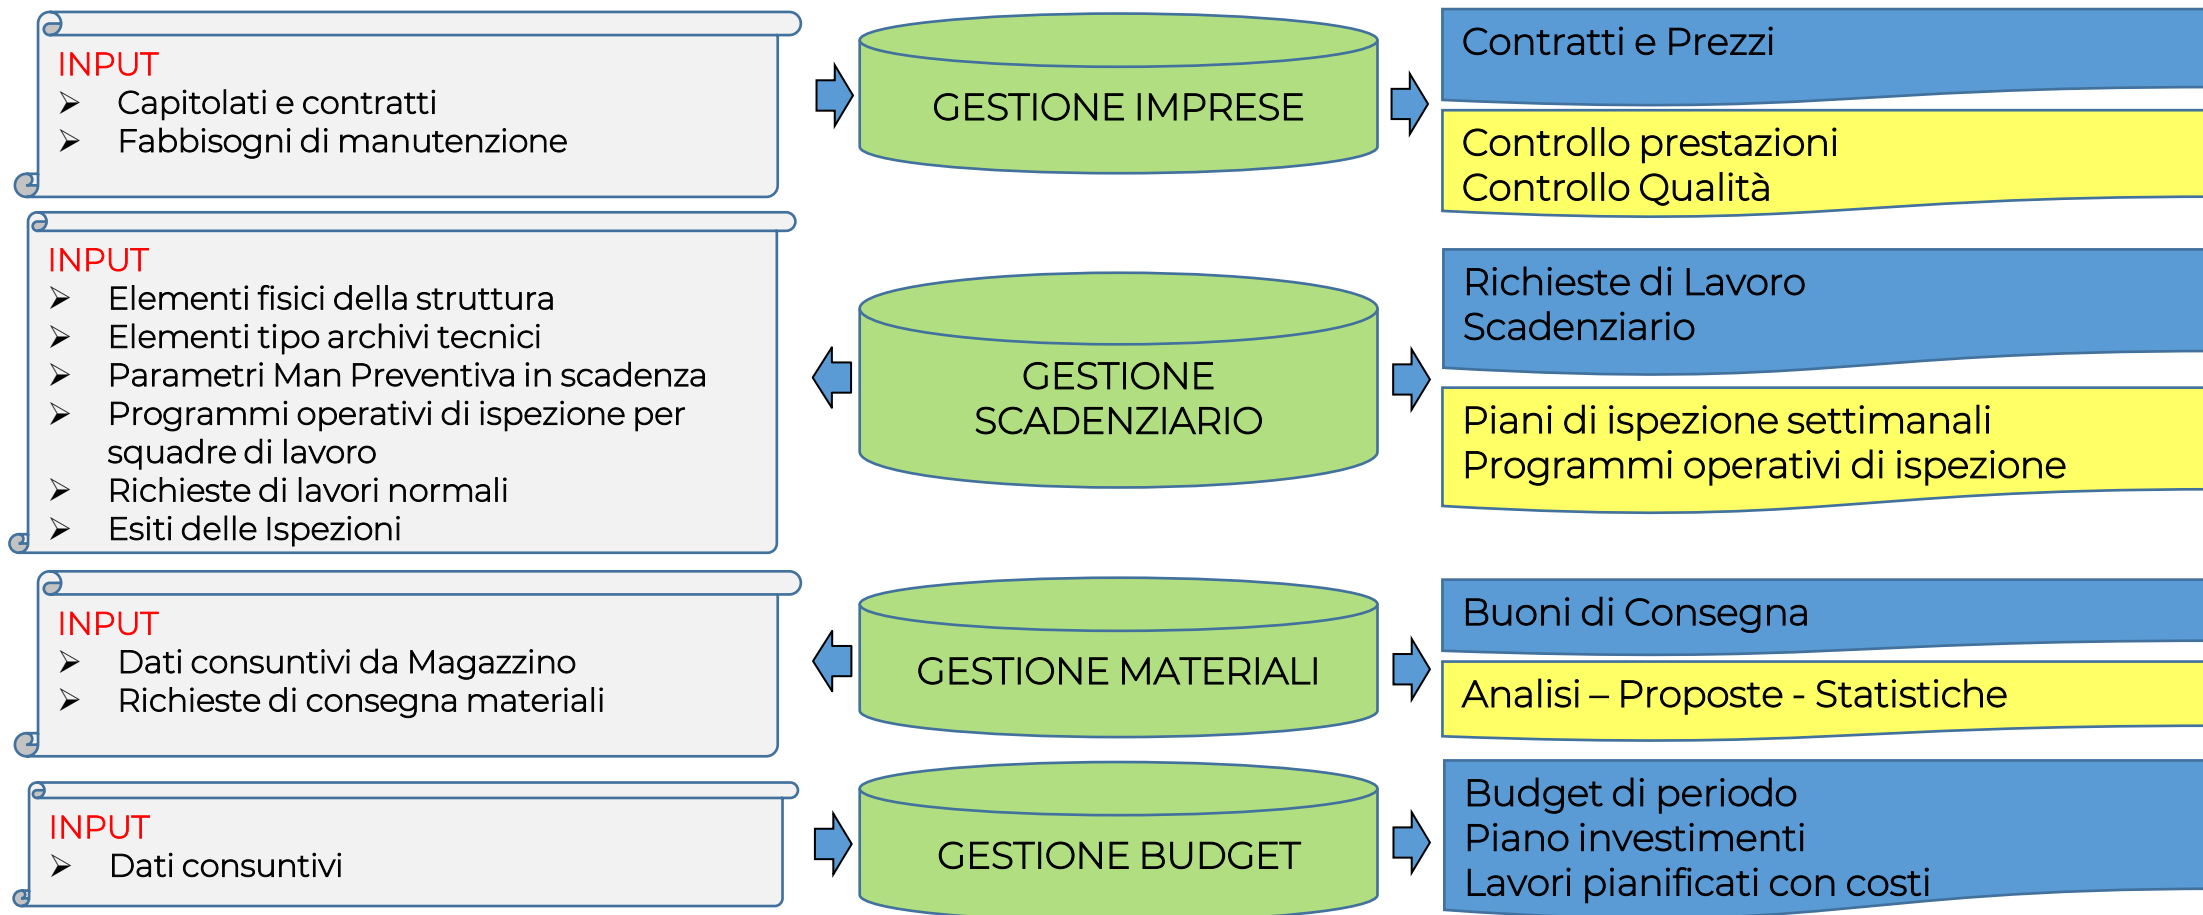 INPUT
➢ Capitolati e contratti
➢ Fabbisogni di manutenzione
GESTIONE IMPRESE
Contratti e Prezzi
Controllo prestazioni
Controllo Qualità
INPUT
➢ Elementi fisici della struttura
➢ Elementi tipo archivi tecnici
➢ Parametri Man Preventiva in scadenza
➢ Programmi operativi di ispezione per
squadre di lavoro
➢ Richieste di lavori normali
➢ Esiti delle Ispezioni
GESTIONE
SCADENZIARIO
Richieste di Lavoro
Scadenziario
Piani di ispezione settimanali
Programmi operativi di ispezione
INPUT
➢ Dati consuntivi da Magazzino
➢ Richieste di consegna materiali
GESTIONE MATERIALI
Buoni di Consegna
Analisi – Proposte - Statistiche
INPUT
➢ Dati consuntivi
GESTIONE BUDGET
Budget di periodo
Piano investimenti
Lavori pianificati con costi